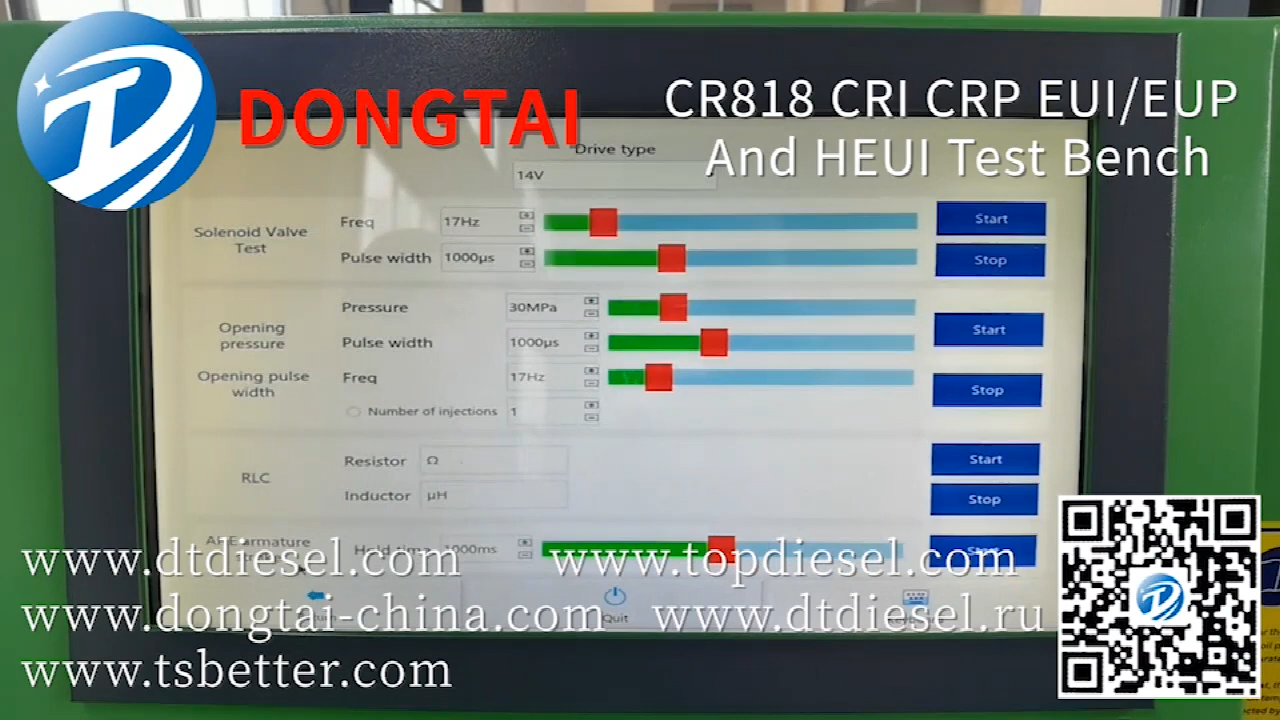 DONGTAI
CR818 CRI CRP EUI/EUP
And HEUI Test Bench
Drive type
14V
Solenoid Valve
Test
Freq
17Hz
Start
Pulse width
1000µs
Stop
Opening
pressure
Pressure
30MPa
Start
Pulse width
1000µs
Opening pulse
width
Freq
17Hz
Stop
Number of injections
1
RLC
Resistor
Ω
Start
Inductor
µH
Stop
armature
Hold time
1000ms
Quit
www.dtdiesel.com
www.topdiesel.com
www.dongtai-china.com
www.dtdiesel.ru
www.tsbetter.com